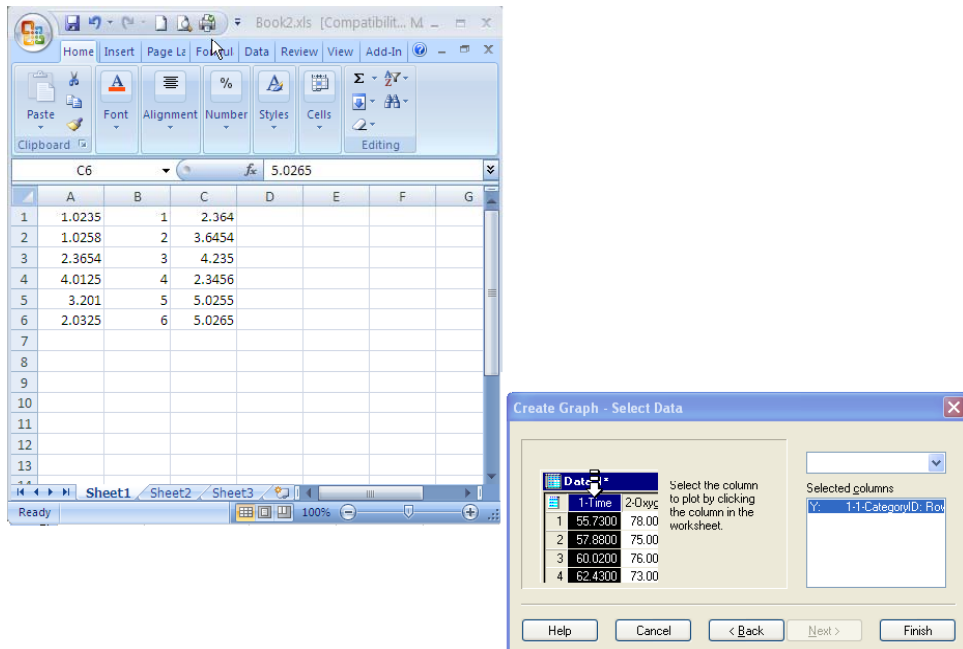 Book2.xls [Compatibilit... M
Home Insert Page La Formul Data Review View Add-In
Paste
Font Alignment Number Styles Cells
Clipboard
Editing
C6 fx 5.0265
A B C D E F G
1 1.0235 1 2.364
2 1.0258 2 3.6454
3 2.3654 3 4.235
4 4.0125 4 2.3456
5 3.201 5 5.0255
6 2.0325 6 5.0265
7
8
9
10
11
12
13
Sheet1 Sheet2 Sheet3
Ready 100%
Create Graph - Select Data
Select the column
to plot by clicking
the column in the
worksheet.
1-Time 2-Oxyg
1 55.7300 78.00
2 57.8800 75.00
3 60.0200 76.00
4 62.4300 73.00
Selected columns
Y: 1-1-CategoryID: Row
Help Cancel < Back Next > Finish